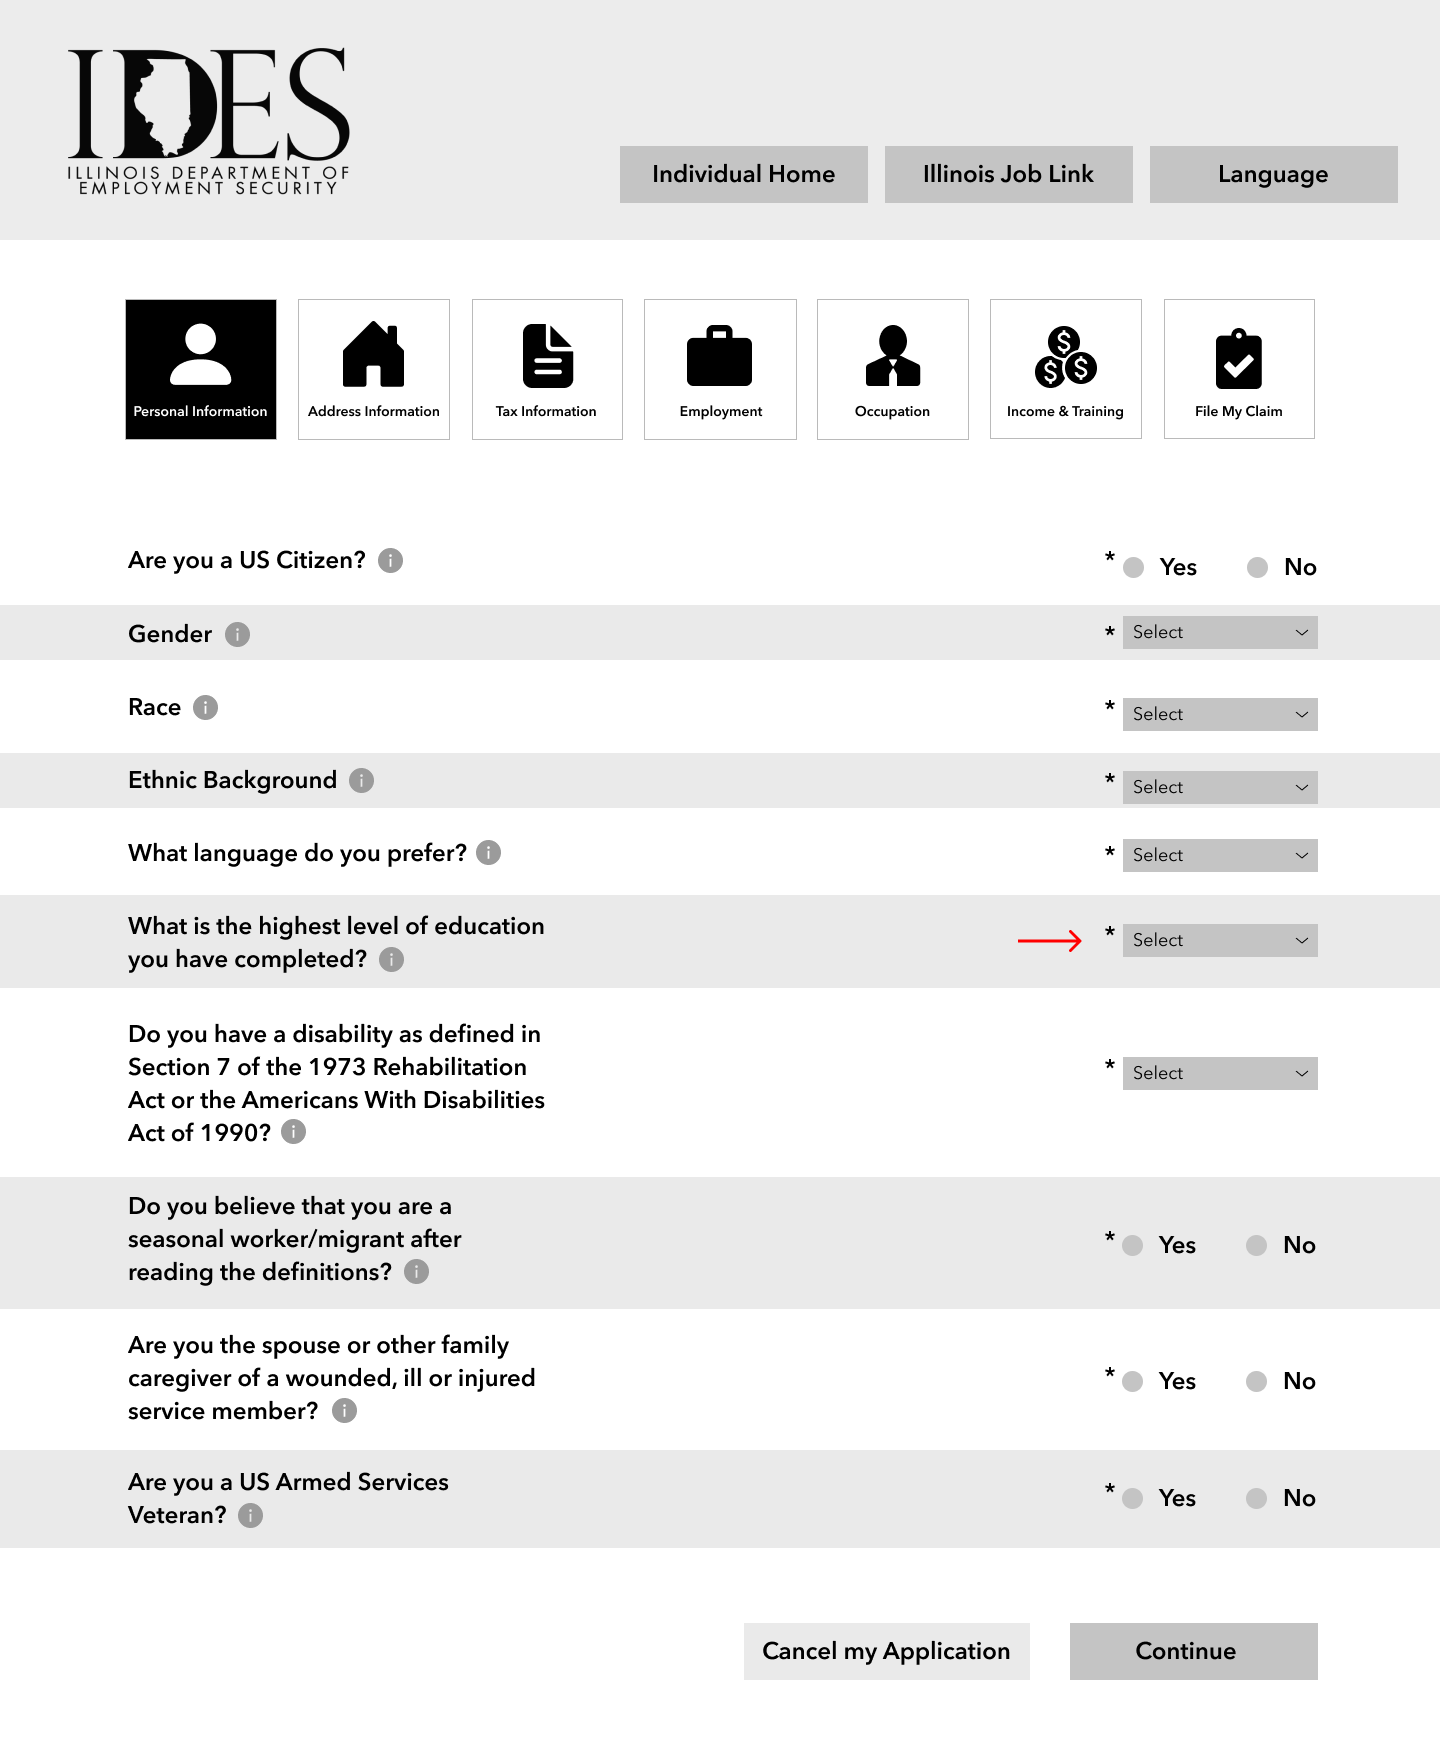 IDES
ILLINOIS DEPARTMENT OF
EMPLOYMENT SECURITY
Individual Home
Illinois Job Link
Language
Personal Information
Address Information
Tax Information
Employment
Occupation
$ $ $
Income & Training
File My Claim
Are you a US Citizen? i
* Yes No
Gender i
* Select
Race i
* Select
Ethnic Background i
* Select
What language do you prefer? i
* Select
What is the highest level of education
you have completed? i
* Select
Do you have a disability as defined in
Section 7 of the 1973 Rehabilitation
Act or the Americans With Disabilities
Act of 1990? i
* Select
Do you believe that you are a
seasonal worker/migrant after
reading the definitions? i
* Yes No
Are you the spouse or other family
caregiver of a wounded, ill or injured
service member? i
* Yes No
Are you a US Armed Services
Veteran? i
* Yes No
Cancel my Application
Continue